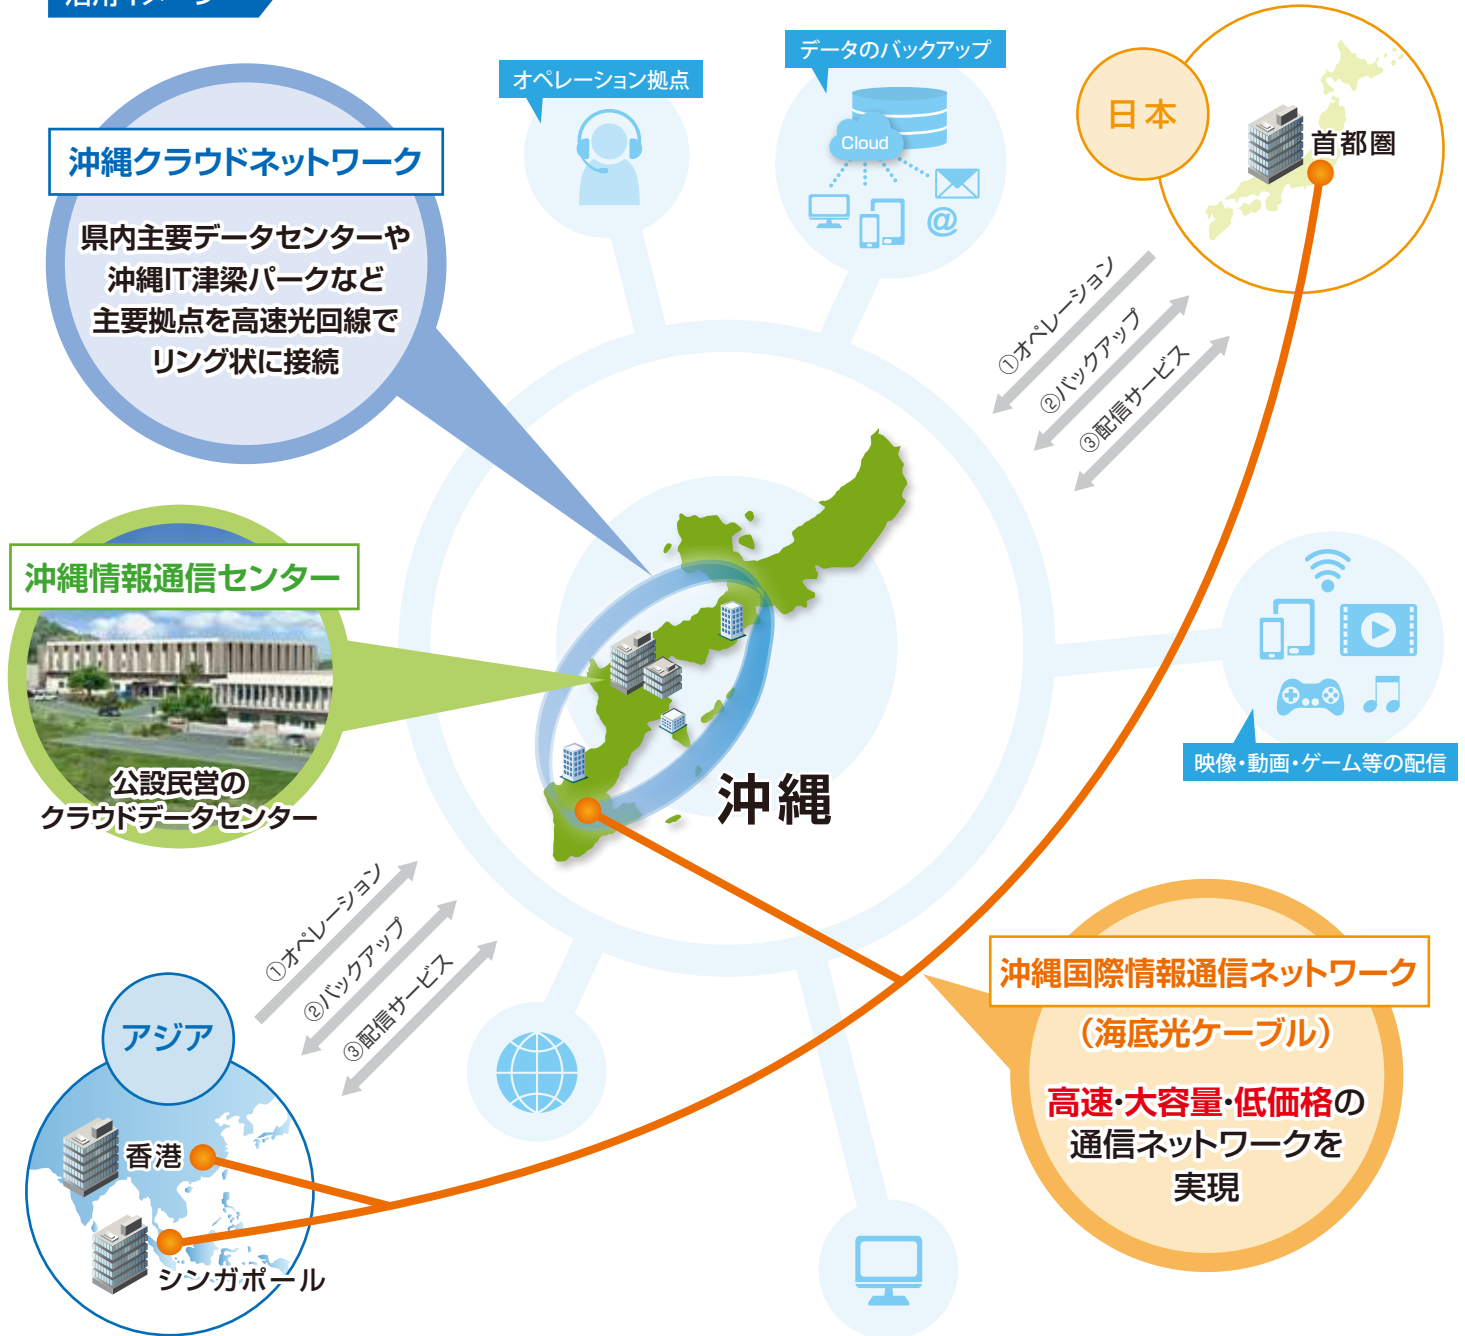 活用イメージ
オペレーション拠点
データのバックアップ
Cloud
@
日本
首都圏
沖縄クラウドネットワーク
県内主要データセンターや
沖縄IT津梁パークなど
主要拠点を高速光回線で
リング状に接続
①オペレーション
②バックアップ
③配信サービス
沖縄情報通信センター
公設民営の
クラウドデータセンター
映像・動画・ゲーム等の配信
沖縄
①オペレーション
②バックアップ
③配信サービス
沖縄国際情報通信ネットワーク
（海底光ケーブル）
高速・大容量・低価格の
通信ネットワークを
実現
アジア
香港
シンガポール